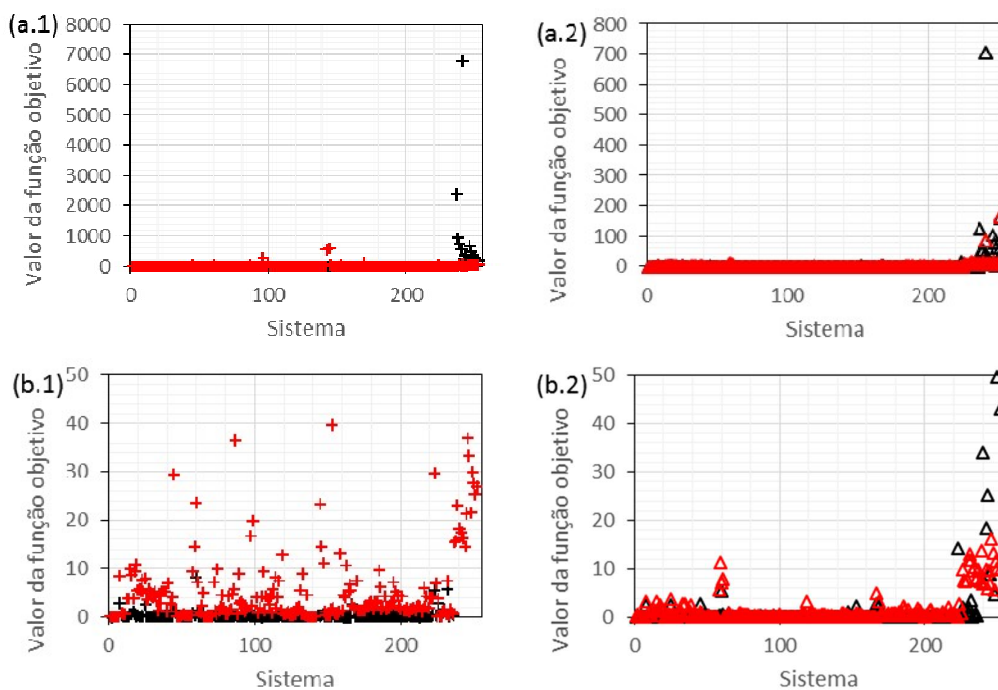 (a.1)
Valor da função objetivo
8000
7000
6000
5000
4000
3000
2000
1000
0
0 100 200
Sistema
(a.2)
Valor da função objetivo
800
700
600
500
400
300
200
100
0
0 100 200
Sistema
(b.1)
Valor da função objetivo
50
40
30
20
10
0
0 100 200
Sistema
(b.2)
Valor da função objetivo
50
40
30
20
10
0
0 100 200
Sistema